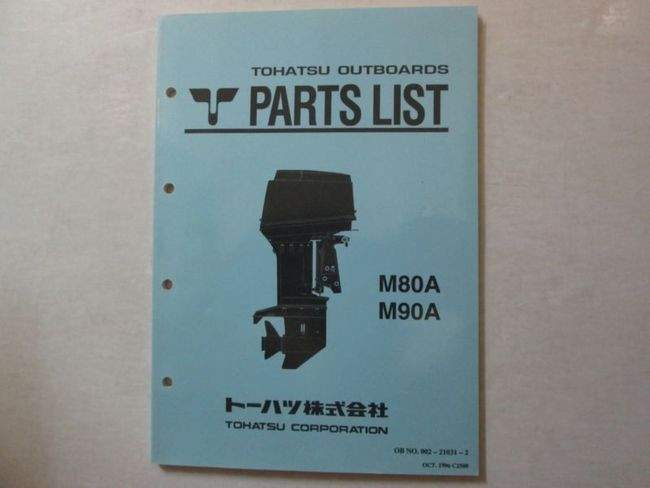 TOHATSU OUTBOARDS
PARTS LIST
M80A
M90A
トーハツ株式会社
TOHATSU CORPORATION
OB NO. 002-21031-2
OCT. 1996 C2500